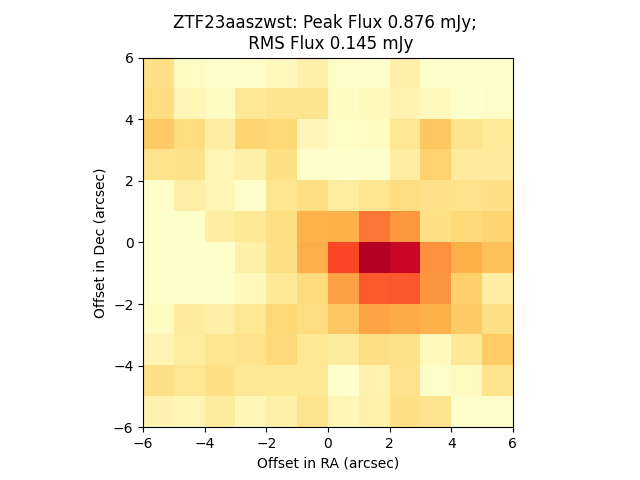 ZTF23aaszwst: Peak Flux 0.876 mJy;
RMS Flux 0.145 mJy
6
4
2
0
−2
−4
−6
Offset in Dec (arcsec)
−6 −4 −2 0 2 4 6
Offset in RA (arcsec)